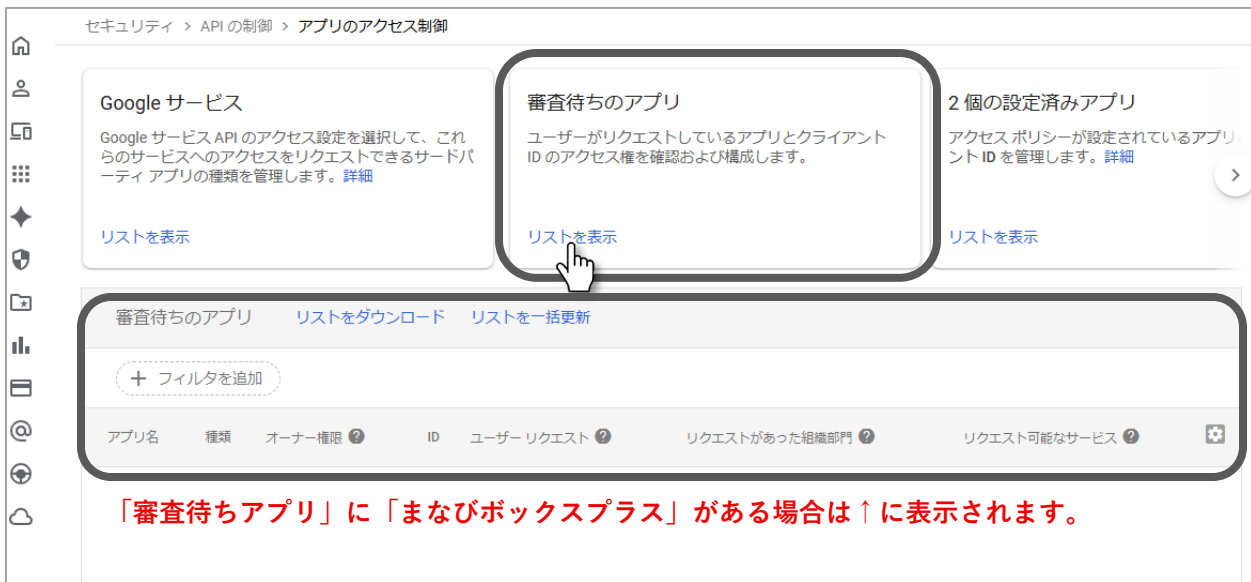 セキュリティ > API の制御 > アプリのアクセス制御
Google サービス
Google サービス API のアクセス設定を選択して、これ
らのサービスへのアクセスをリクエストできるサードパ
ーティ アプリの種類を管理します。詳細
リストを表示
審査待ちのアプリ
ユーザーがリクエストしているアプリとクライアント
ID のアクセス権を確認および構成します。
リストを表示
2 個の設定済みアプリ
アクセス ポリシーが設定されているアプリ
ント ID を管理します。詳細
リストを表示
審査待ちのアプリ リストをダウンロード リストを一括更新
+ フィルタを追加
アプリ名 種類 オーナー権限 ? ID ユーザー リクエスト ? リクエストがあった組織部門 ? リクエスト可能なサービス ?
「審査待ちアプリ」に「まなびボックスプラス」がある場合は↑に表示されます。